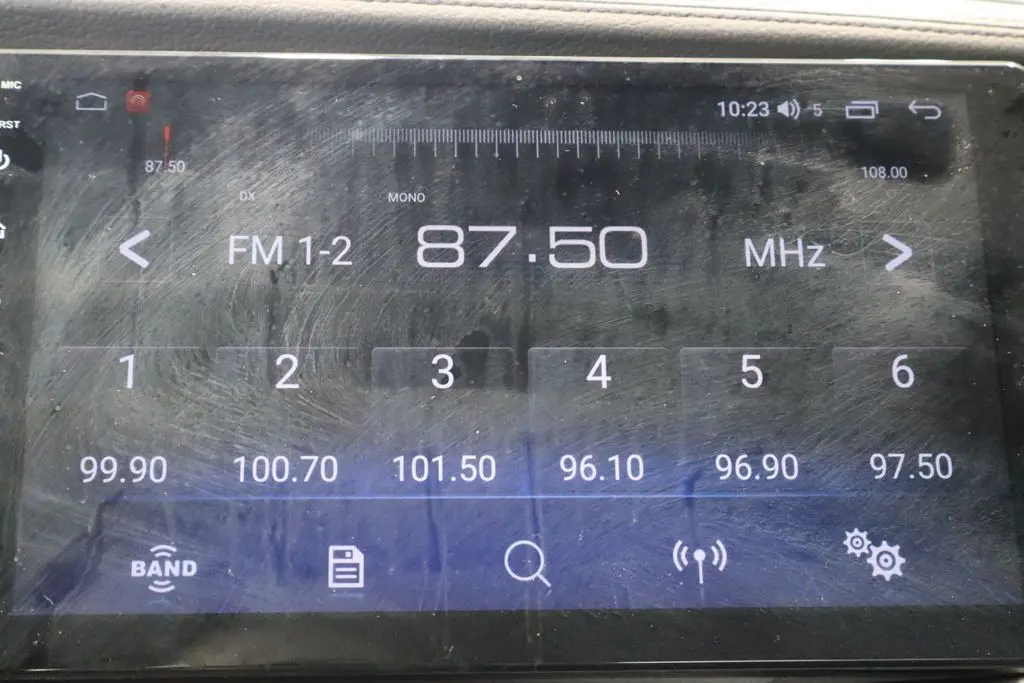 MIC
RST
10:23 5
87.50
108.00
DX MONO
FM 1-2 87.50 MHz
1 2 3 4 5 6
99.90 100.70 101.50 96.10 96.90 97.50
BAND